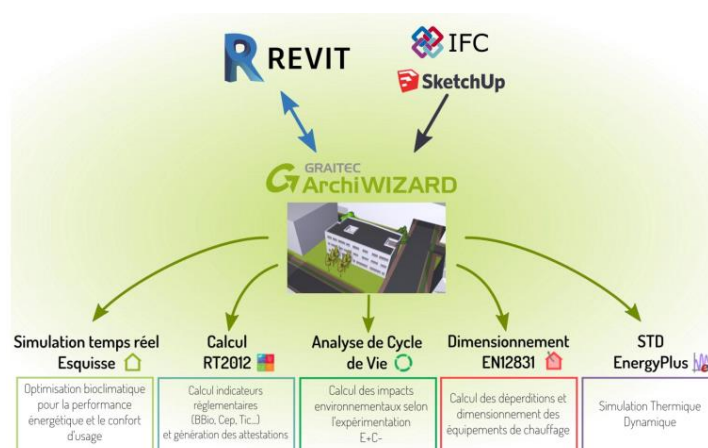 REVIT
IFC
SketchUp
GRAITEC
ArchiWIZARD
Simulation temps réel
Esquisse
Optimisation bioclimatique
pour la performance
énergétique et le confort
d'usage
Calcul
RT2012
Calcul indicateurs
règlementaires
(BBio, Cep, Tic...)
et génération des attestations
Analyse de Cycle
de Vie
Calcul des impacts
environnementaux selon
l'expérimentation
E+C-
Dimensionnement
EN12831
Calcul des déperditions et
dimensionnement des
équipements de chauffage
STD
EnergyPlus
Simulation Thermique
Dynamique